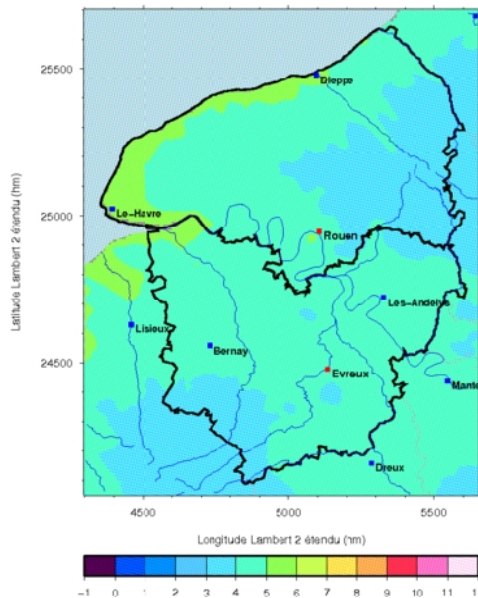 25500
Dieppe
25000
Le-Havre
Rouen
Les-Andelys
Lisieux
Bernay
24500
Evreux
Dreux
4500 5000 5500
Latitude Lambert 2 étendu (hm)
Longitude Lambert 2 étendu (hm)
-1 0 1 2 3 4 5 6 7 8 9 10 11